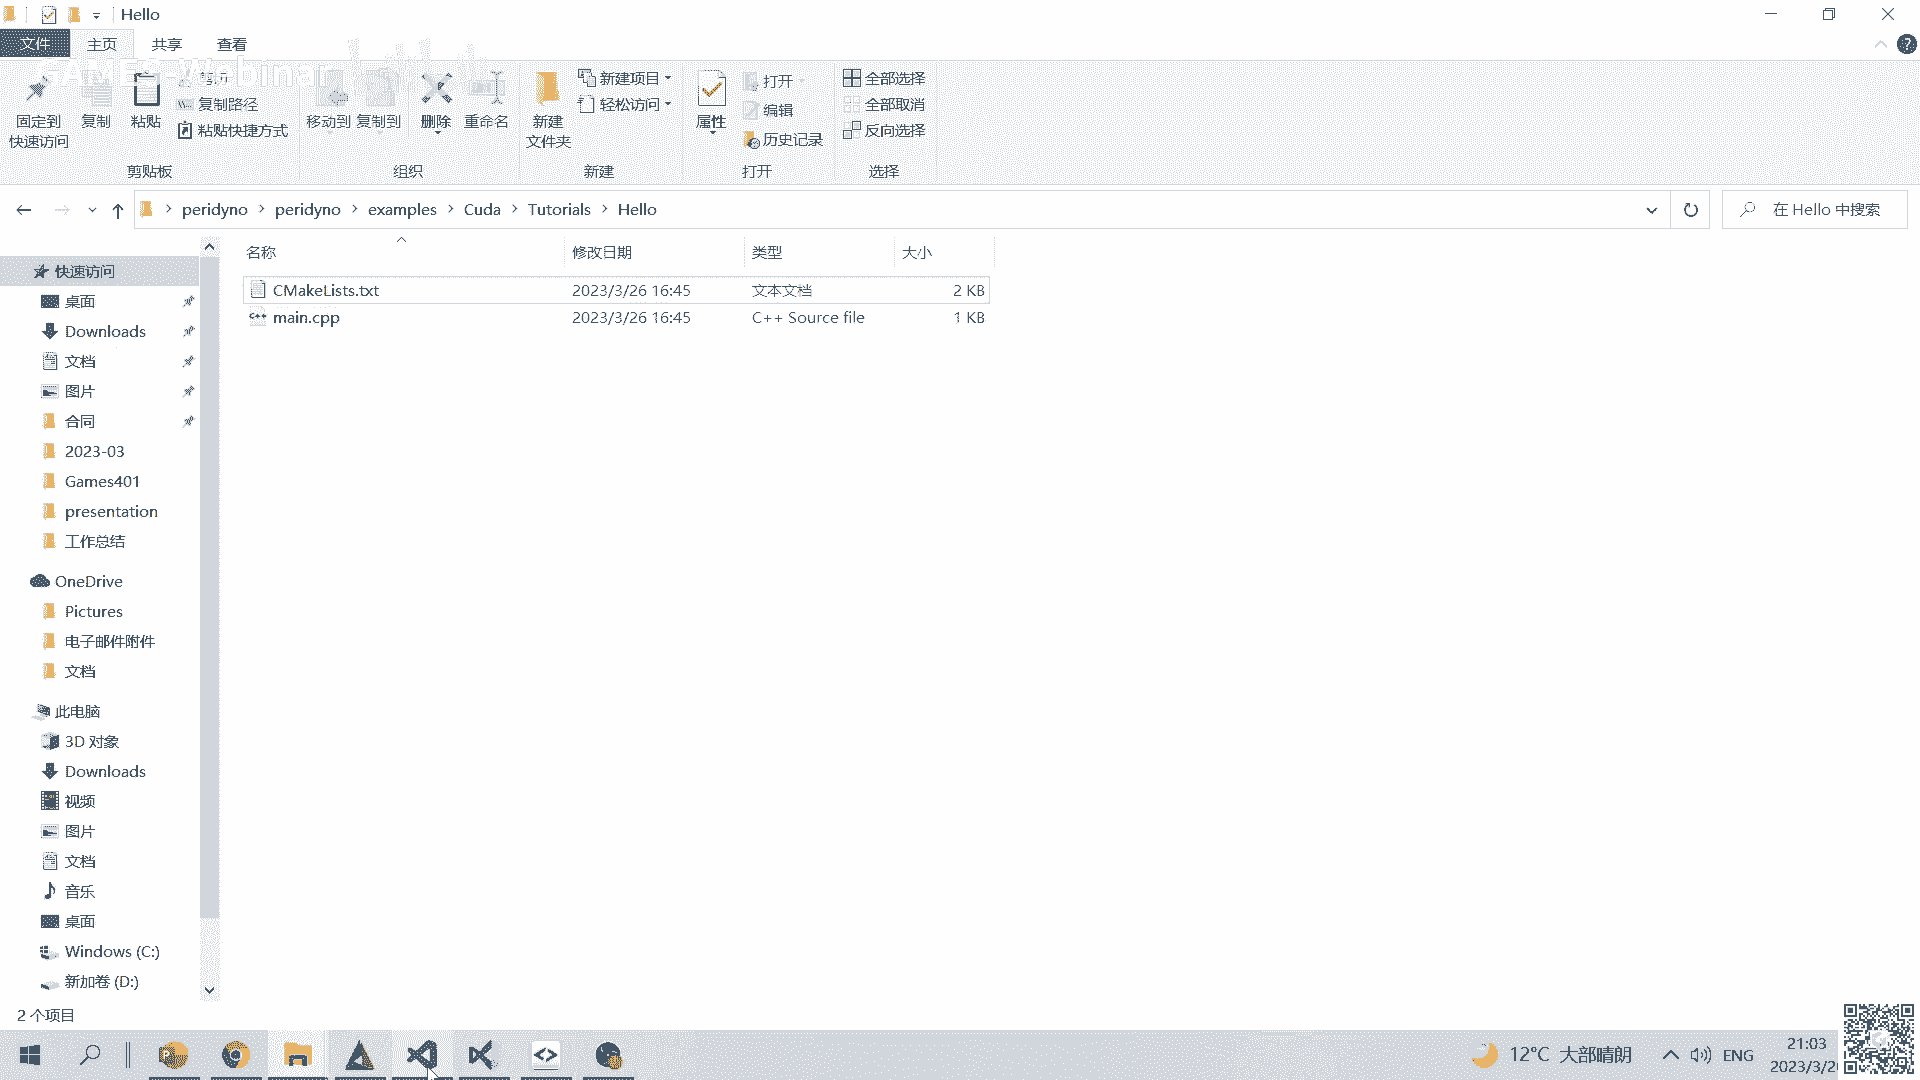 Hello
文件 主页 共享 查看
GAMES-Webinar
固定到 快速访问
复制
粘贴
剪切
复制路径
粘贴快捷方式
剪贴板
移动到
复制到
删除
重命名
组织
新建 文件夹
新建项目
轻松访问
新建
属性
打开
编辑
历史记录
打开
全部选择
全部取消
反向选择
选择
peridyno > peridyno > examples > Cuda > Tutorials > Hello
在 Hello 中搜索
名称 修改日期 类型 大小
CMakeLists.txt 2023/3/26 16:45 文本文档 2 KB
main.cpp 2023/3/26 16:45 C++ Source file 1 KB
快速访问
桌面
Downloads
文档
图片
合同
2023-03
Games401
presentation
工作总结
OneDrive
Pictures
电子邮件附件
文档
此电脑
3D 对象
Downloads
视频
图片
文档
音乐
桌面
Windows (C:)
新加卷 (D:)
2 个项目
12°C 大部晴朗
ENG
21:03
2023/3/2